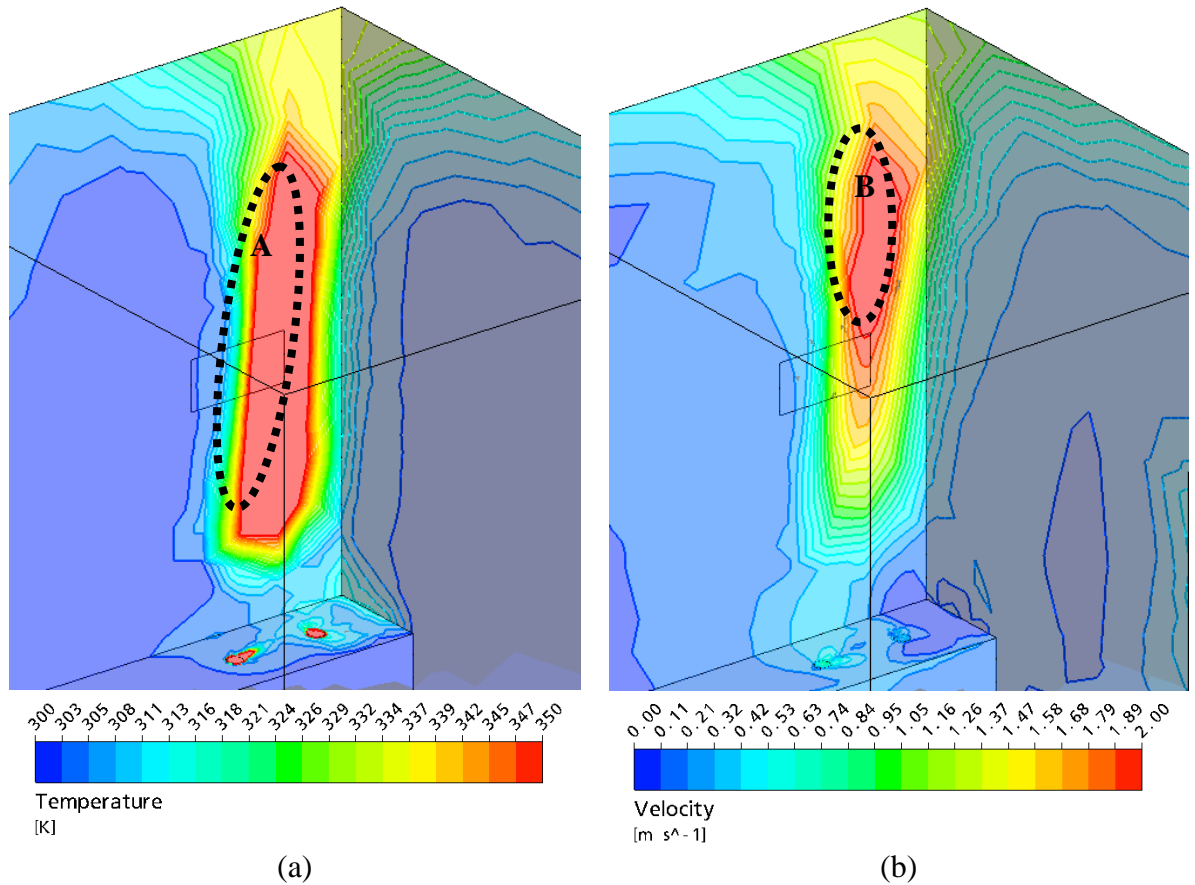 A
B
300 303 305 308 311 313 316 318 321 324 326 329 332 334 337 339 342 345 347 350
Temperature
[K]
0.00 0.11 0.21 0.32 0.42 0.53 0.63 0.74 0.84 0.95 1.05 1.16 1.26 1.37 1.47 1.58 1.68 1.79 1.89 2.00
Velocity
[m s^-1]
(a)
(b)